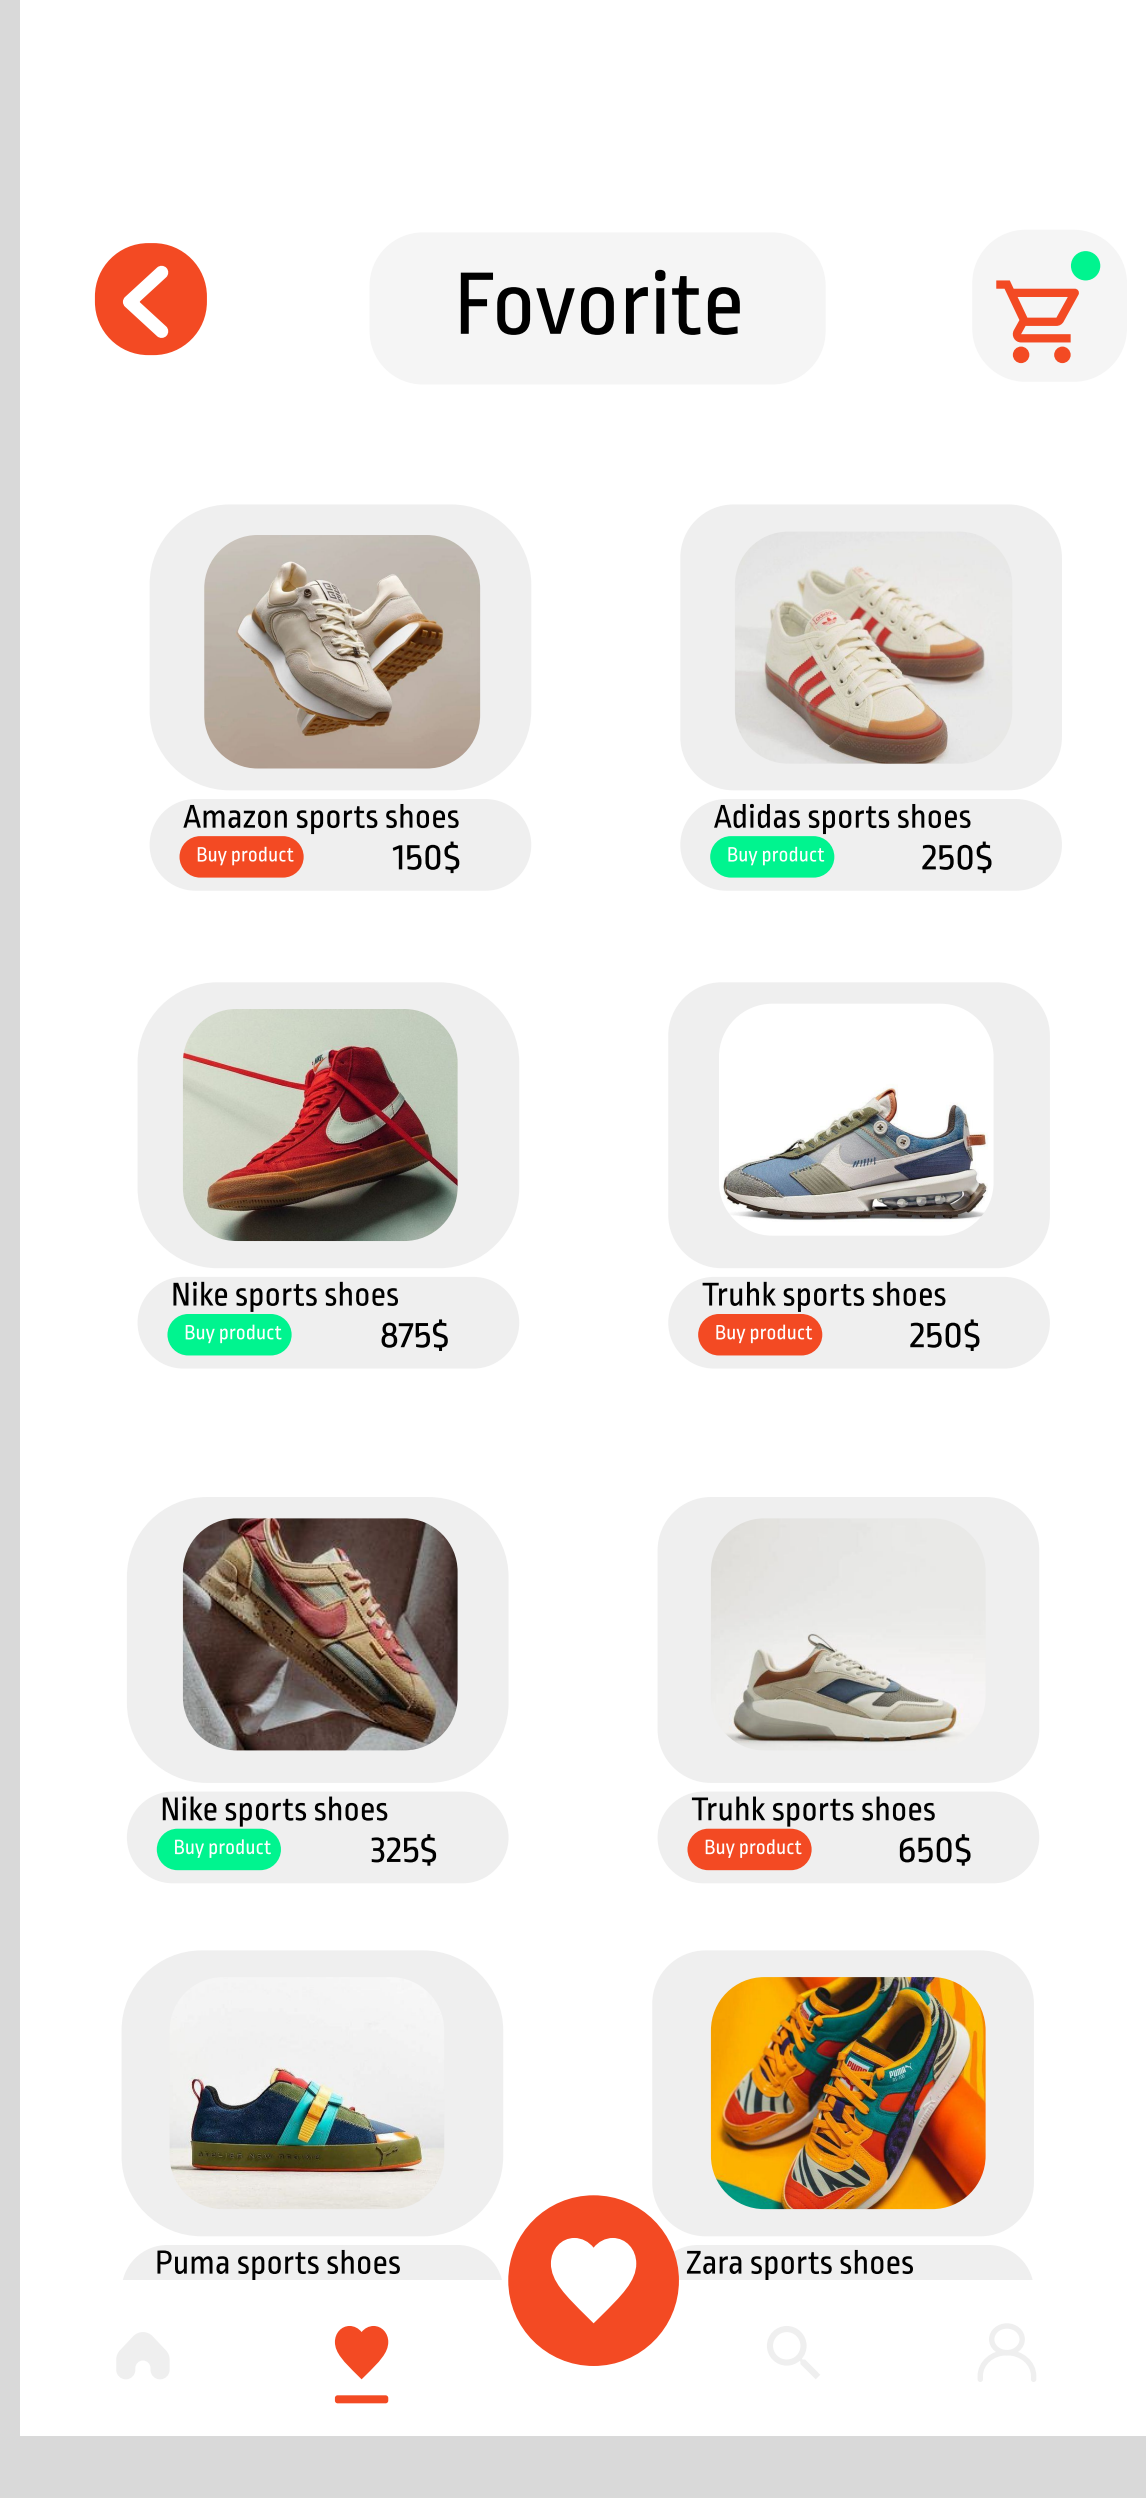 Fovorite
Amazon sports shoes
Buy product 150$
Adidas sports shoes
Buy product 250$
Nike sports shoes
Buy product 875$
Truhk sports shoes
Buy product 250$
Nike sports shoes
Buy product 325$
Truhk sports shoes
Buy product 650$
PUMA
PUMA
Puma sports shoes
Zara sports shoes